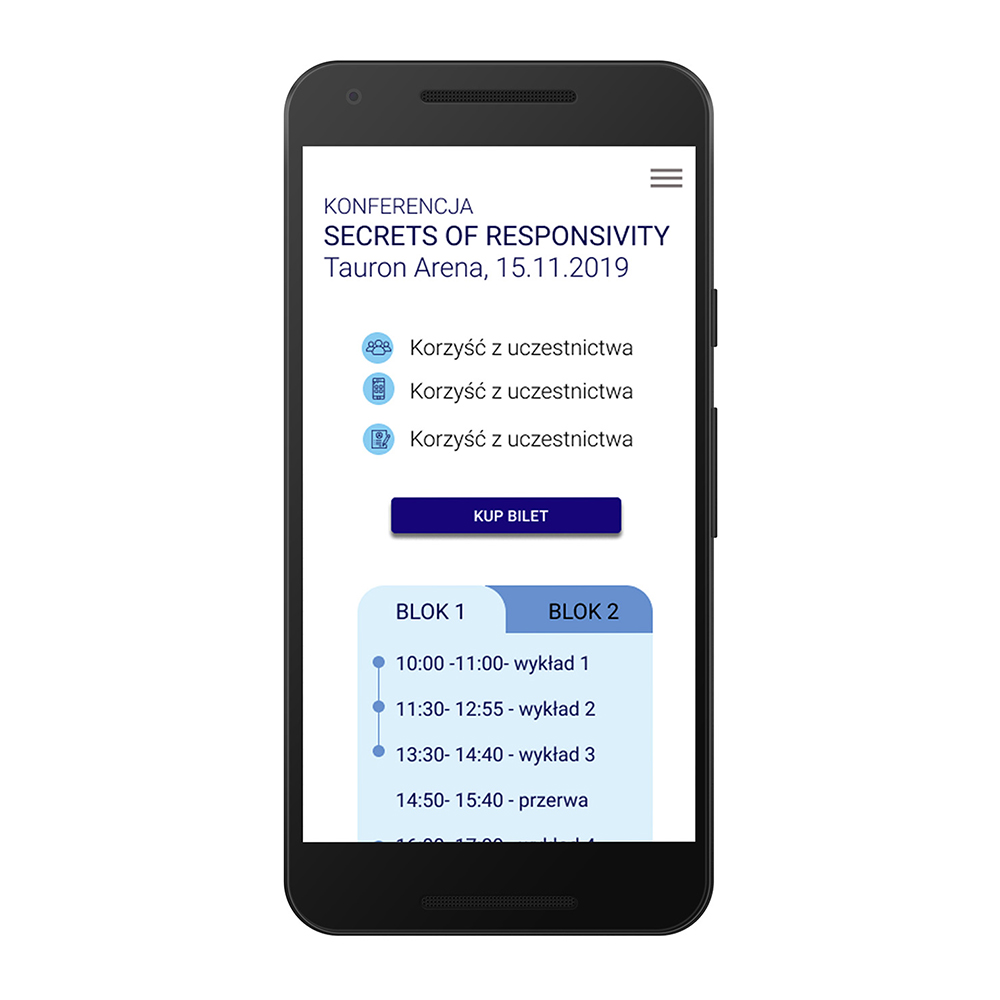 KONFERENCJA
SECRETS OF RESPONSIVITY
Tauron Arena, 15.11.2019
Korzyść z uczestnictwa
Korzyść z uczestnictwa
Korzyść z uczestnictwa
KUP BILET
BLOK 1 BLOK 2
10:00 -11:00- wykład 1
11:30- 12:55 - wykład 2
13:30- 14:40 - wykład 3
14:50- 15:40 - przerwa